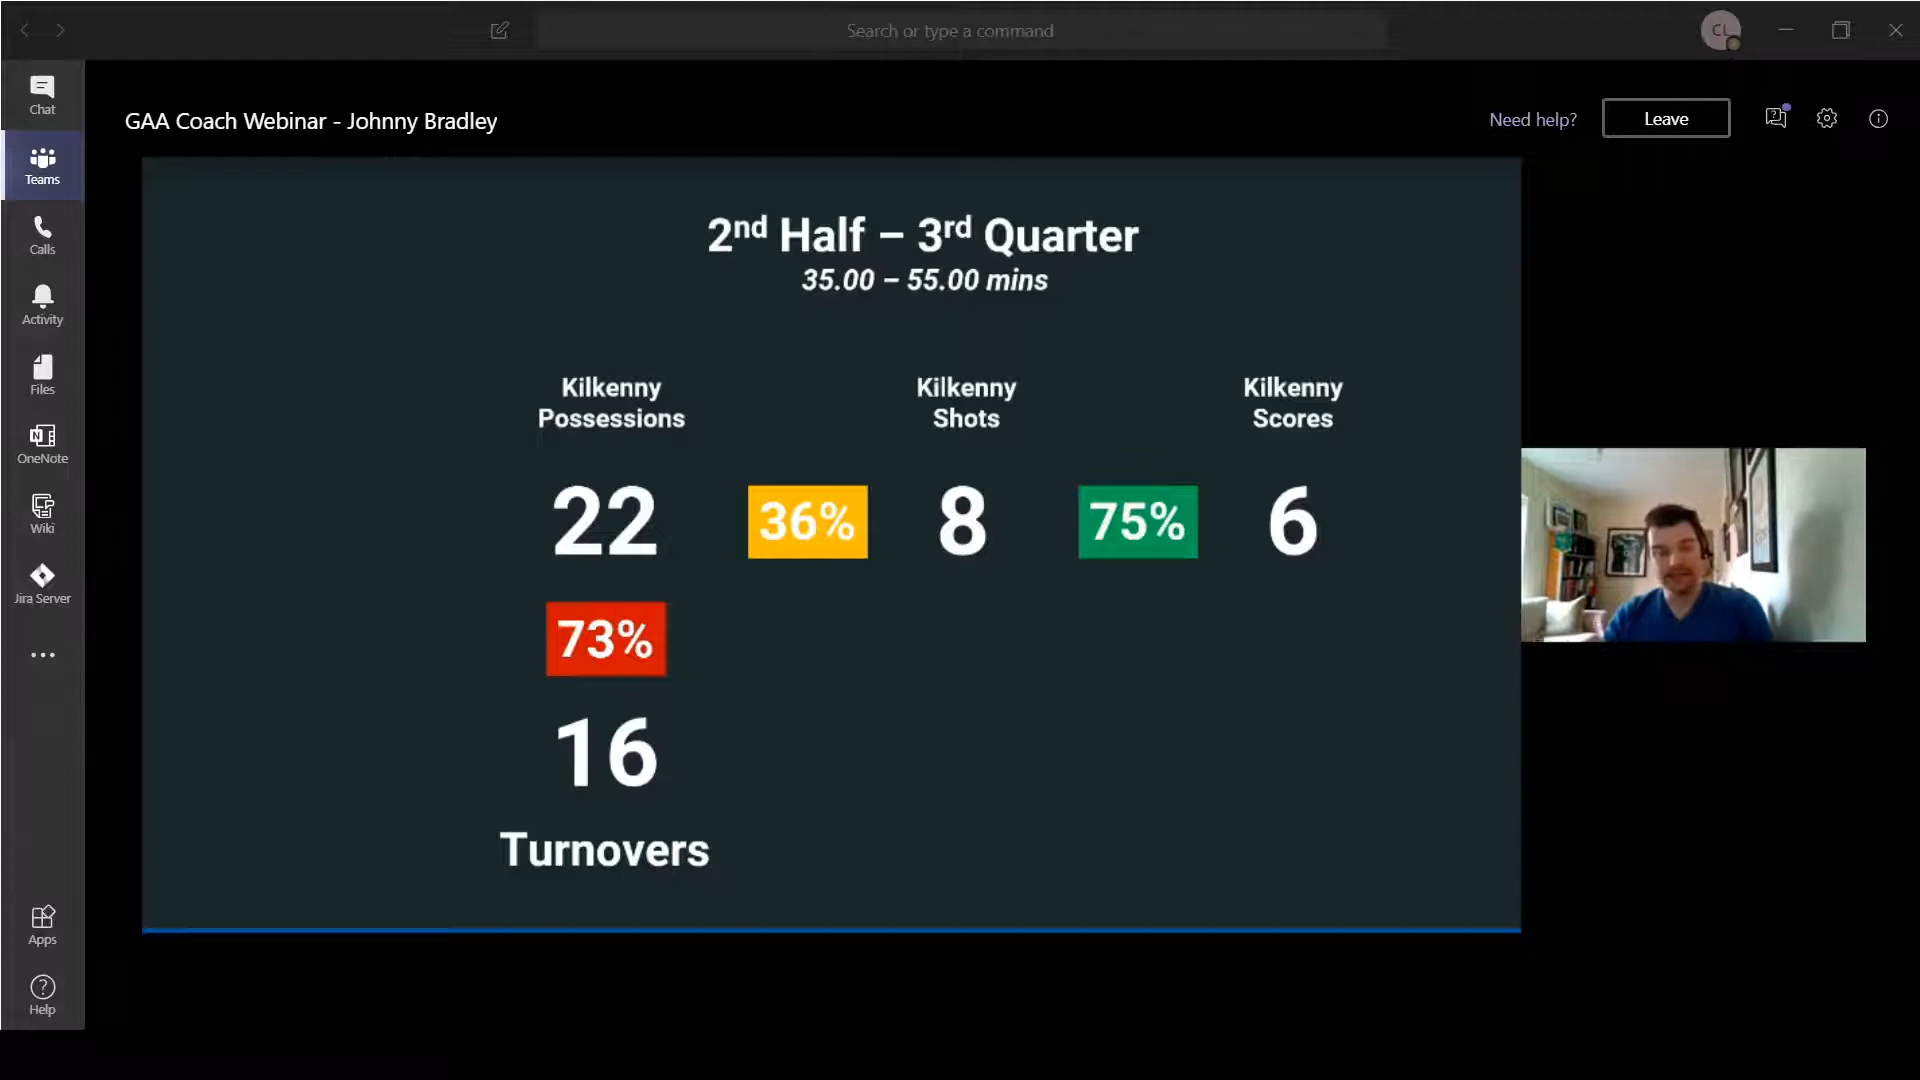 Search or type a command
CL
Chat
Teams
Calls
Activity
Files
OneNote
Wiki
Jira Server
Apps
Help
GAA Coach Webinar - Johnny Bradley
Need help?
Leave
2nd Half – 3rd Quarter
35.00 – 55.00 mins
Kilkenny
Possessions
Kilkenny
Shots
Kilkenny
Scores
22
36%
8
75%
6
73%
16
Turnovers